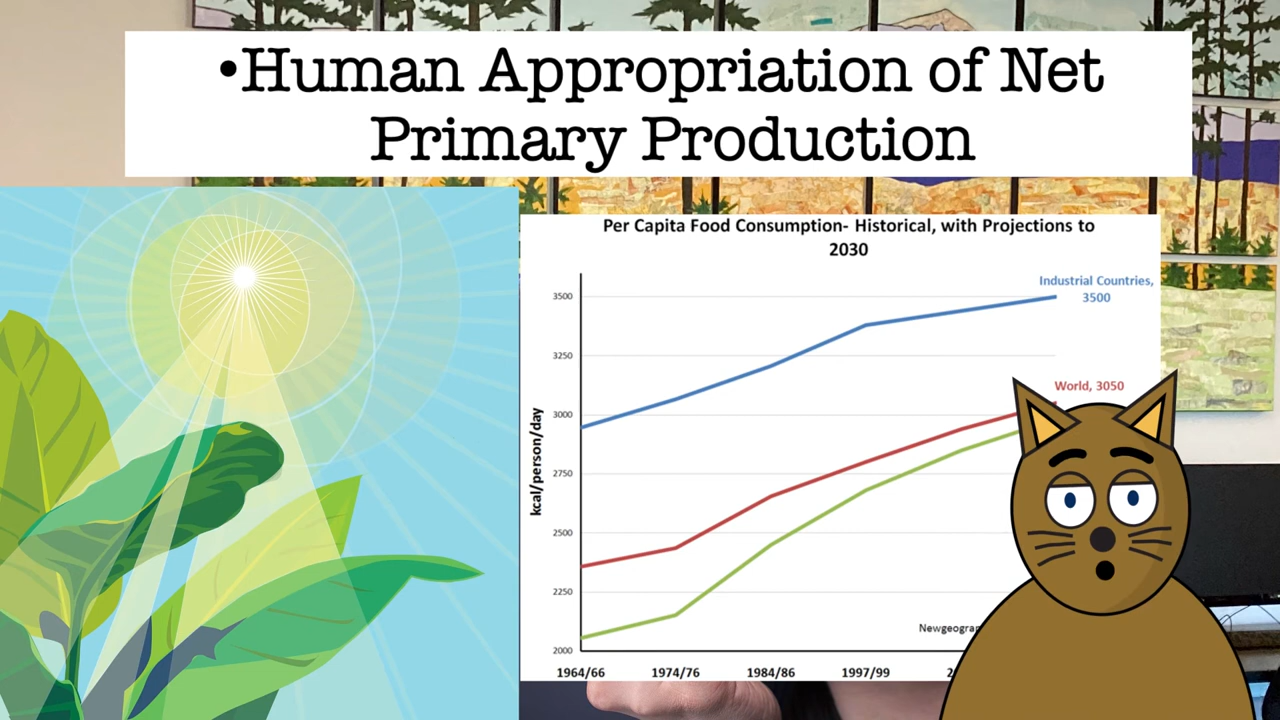 •Human Appropriation of Net
Primary Production
Per Capita Food Consumption- Historical, with Projections to
2030
Industrial Countries,
3500
World, 3050
kcal/person/day
3500
3250
3000
2750
2500
2250
2000
1964/66
1974/76
1984/86
1997/99